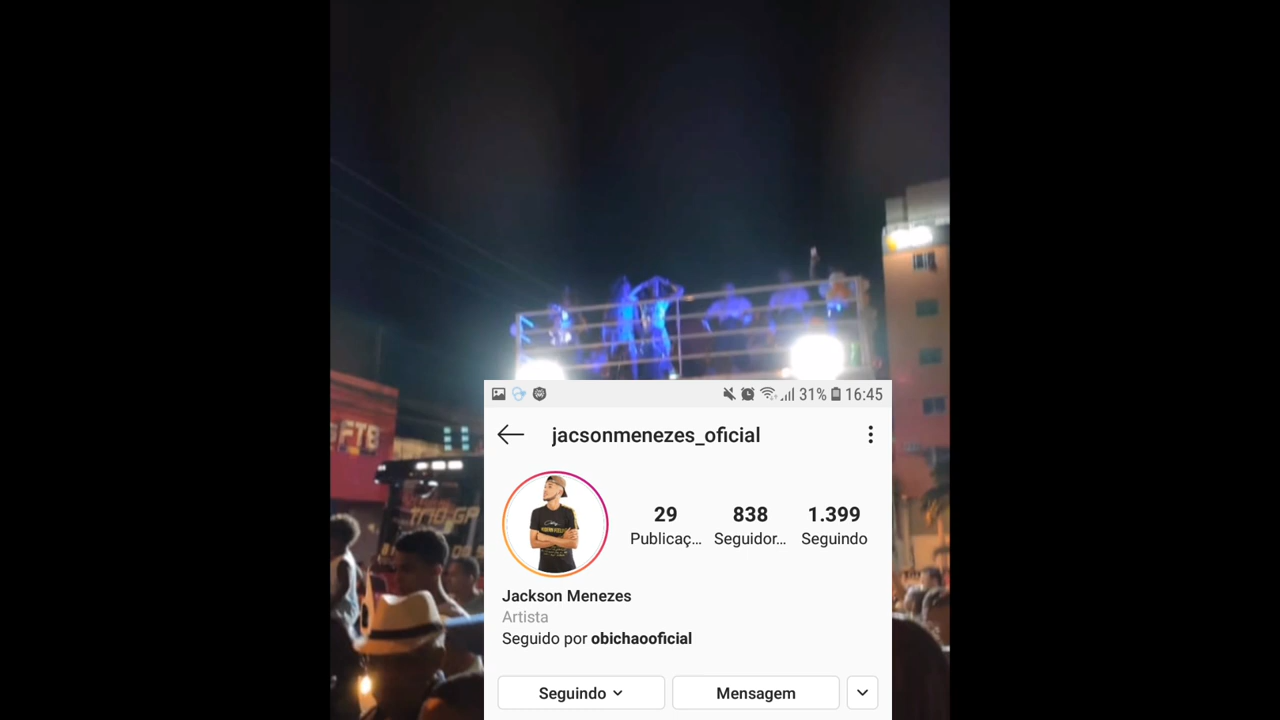 31% 16:45
jacsonmenezes_oficial
29 838 1.399
Publicaç... Seguidor... Seguindo
Jackson Menezes
Artista
Seguido por obichaooficial
Seguindo Mensagem